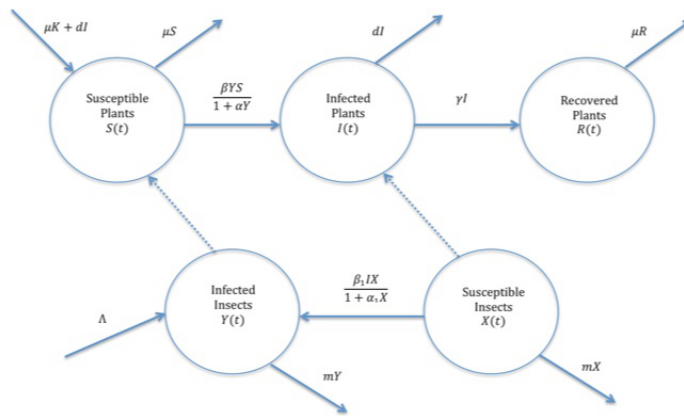 μK + dI
μS
dI
μR
Susceptible
Plants
S(t)
βYS
1 + αY
Infected
Plants
I(t)
γI
Recovered
Plants
R(t)
Λ
Infected
Insects
Y(t)
β₁IX
1 + α₁X
Susceptible
Insects
X(t)
mY
mX